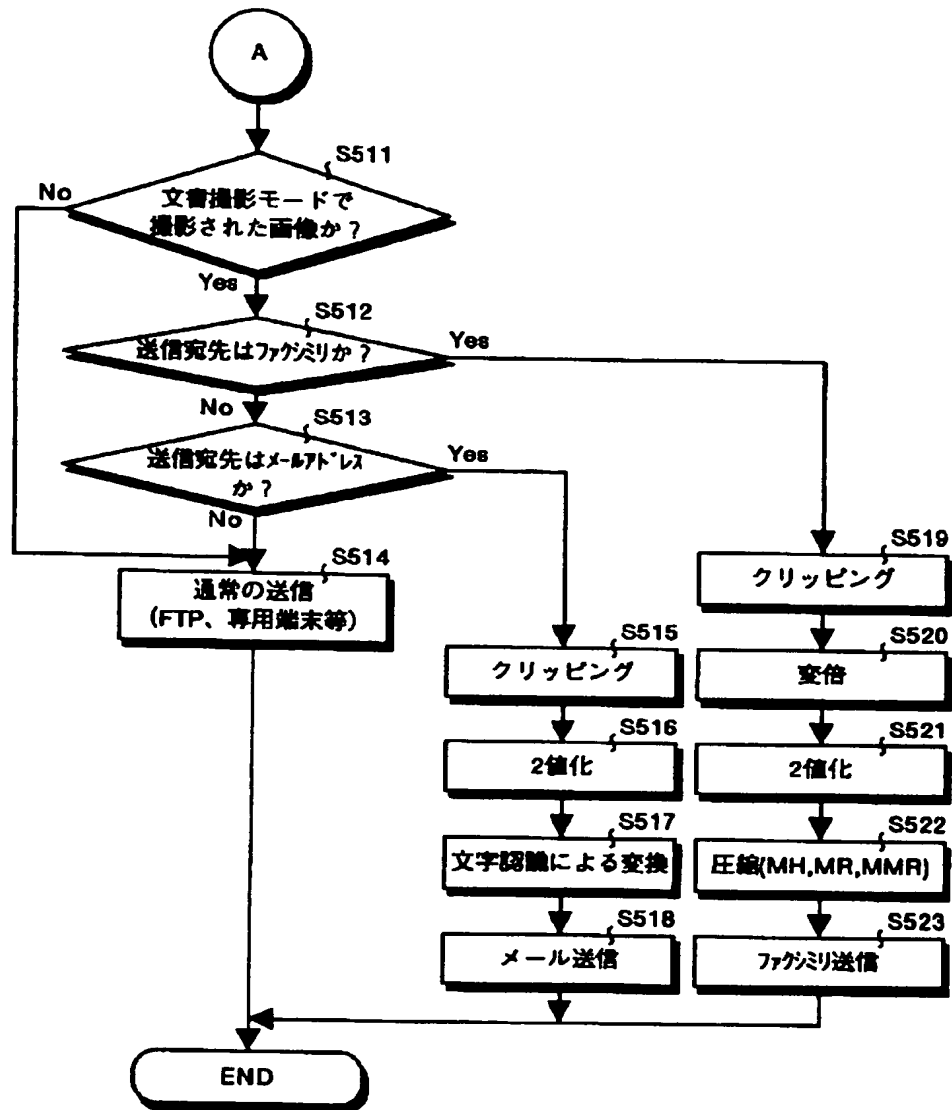 A
S511
No
文書撮影モードで
撮影された画像か？
Yes
S512
送信宛先はファクシミリか？
Yes
No
S513
送信宛先はメールアドレス
か？
Yes
No
S514
通常の送信
(FTP、専用端末等)
S515
クリッピング
S516
2値化
S517
文字認識による変換
S518
メール送信
S519
クリッピング
S520
変倍
S521
2値化
S522
圧縮(MH,MR,MMR)
S523
ファクシミリ送信
END